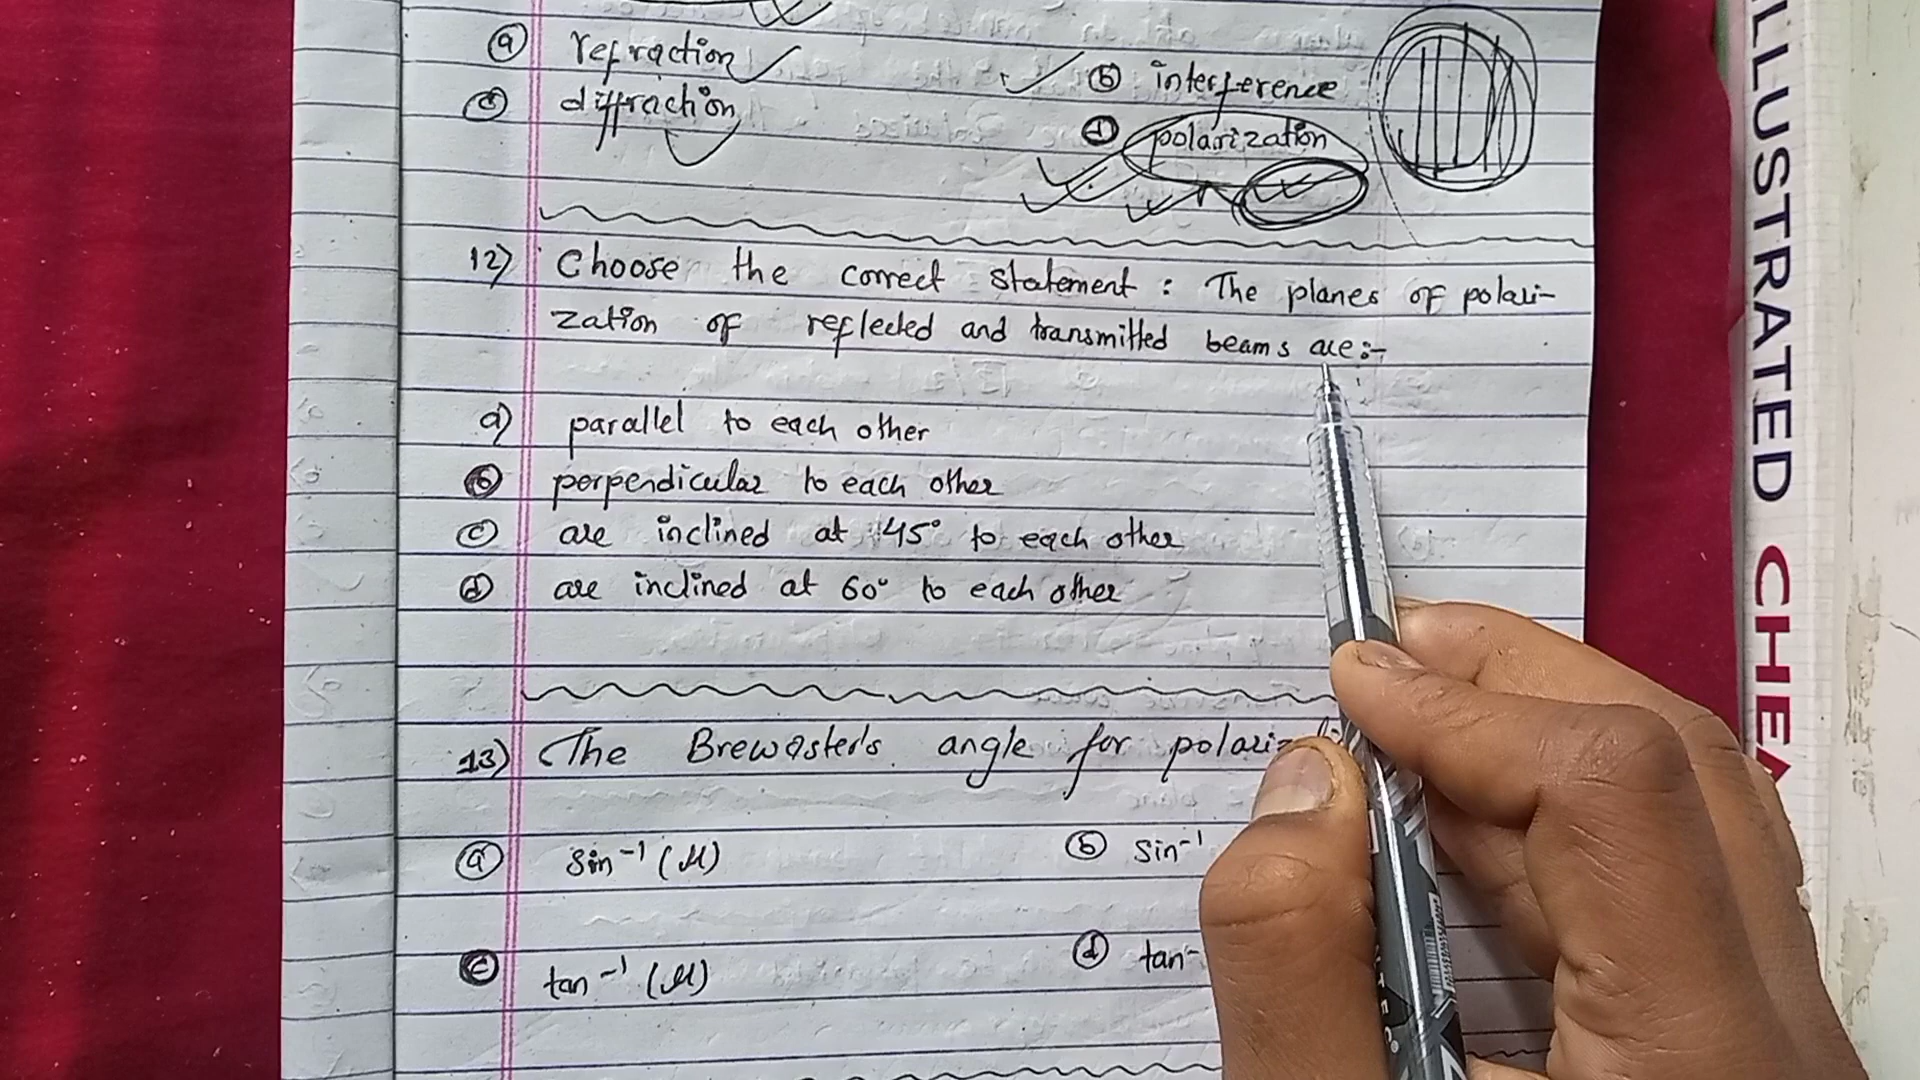 a refraction
b interference
c diffraction
d polarization
12) Choose the correct statement : The planes of polari-
zation of reflected and transmitted beams are:-
a) parallel to each other
b perpendicular to each other
c are inclined at 45° to each other
d are inclined at 60° to each other
13) The Brewster's angle for
a sin⁻¹ (μ)
b sin⁻¹
c tan⁻¹ (μ)
d tan⁻
ILLUSTRATED CHEM